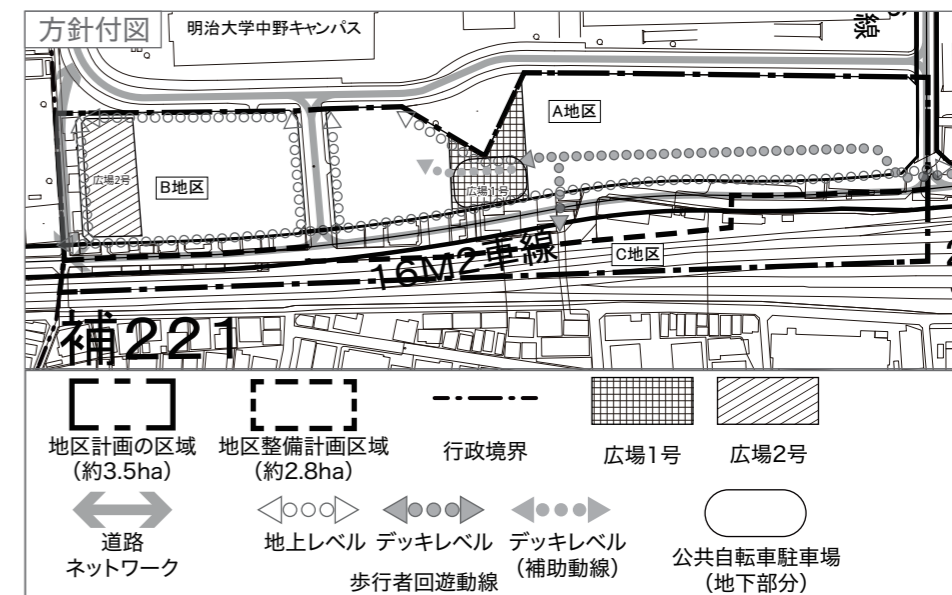 方針付図
明治大学中野キャンパス
線
A地区
広場2号
B地区
広場1号
16M2車線
C地区
補221
地区計画の区域
(約3.5ha)
地区整備計画区域
(約2.8ha)
行政境界
広場1号
広場2号
道路
ネットワーク
地上レベル
デッキレベル
デッキレベル
(補助動線)
歩行者回遊動線
公共自転車駐車場
(地下部分)